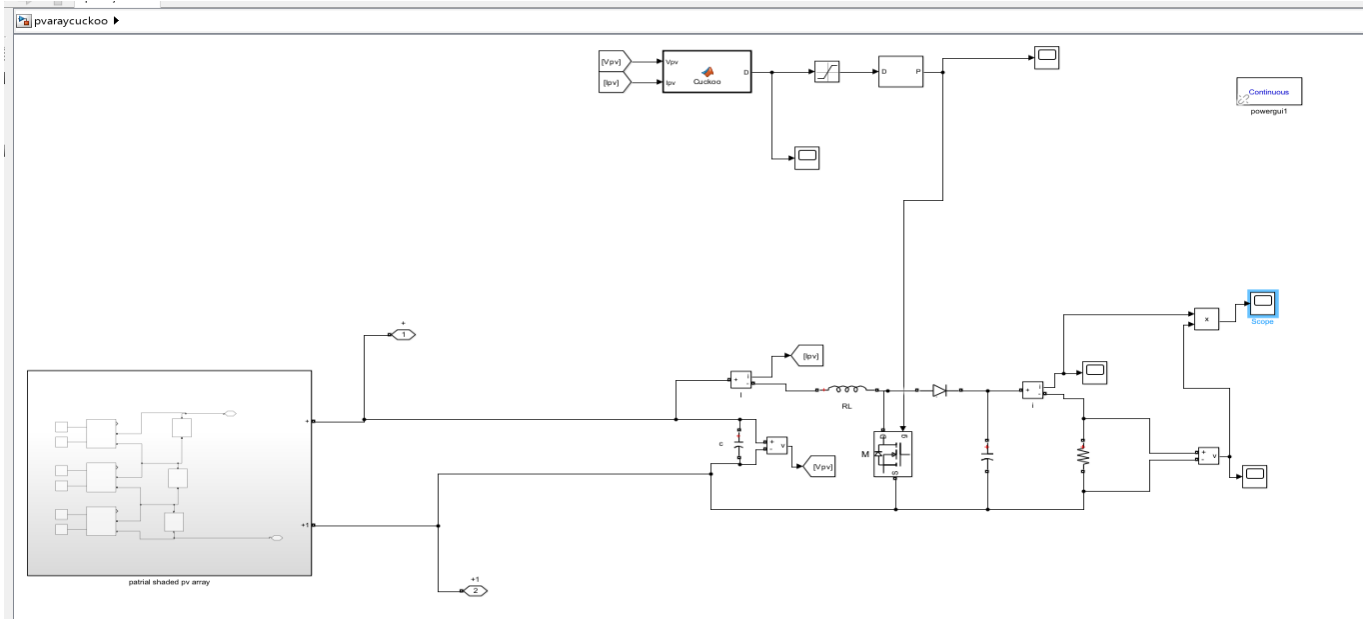 pvaraycuckoo
[Vpv]
[Ipv]
Vpv
Ipv
D
Cuckoo
D
P
Continuous
powergui1
+
1
[Ipv]
+
-
i
I
RL
c
+
-
v
[Vpv]
M
D
g
S
+
-
i
i
x
Scope
+
-
v
+
+1
patrial shaded pv array
+1
2